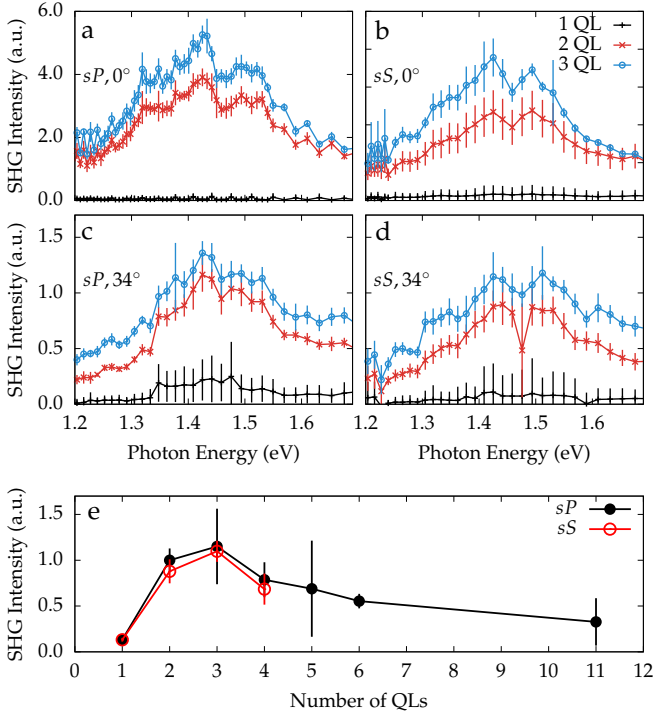 a
sP, 0°
SHG Intensity (a.u.)
6.0
4.0
2.0
0.0
b
sS, 0°
1 QL
2 QL
3 QL
c
sP, 34°
SHG Intensity (a.u.)
1.5
1.0
0.5
0.0
1.2 1.3 1.4 1.5 1.6
Photon Energy (eV)
d
sS, 34°
1.2 1.3 1.4 1.5 1.6
Photon Energy (eV)
e
sP
sS
SHG Intensity (a.u.)
1.5
1.0
0.5
0.0
0 1 2 3 4 5 6 7 8 9 10 11 12
Number of QLs